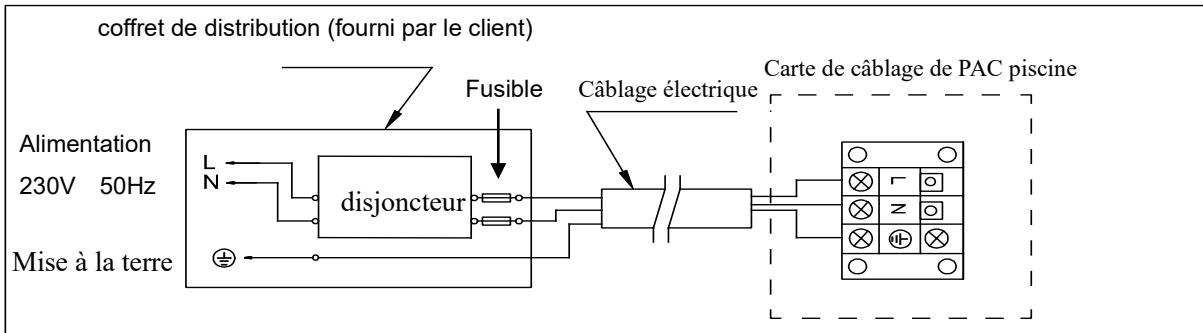 coffret de distribution (fourni par le client)
Carte de câblage de PAC piscine
Fusible
Câblage électrique
Alimentation
230V 50Hz
L
N
disjoncteur
Mise à la terre
L
N